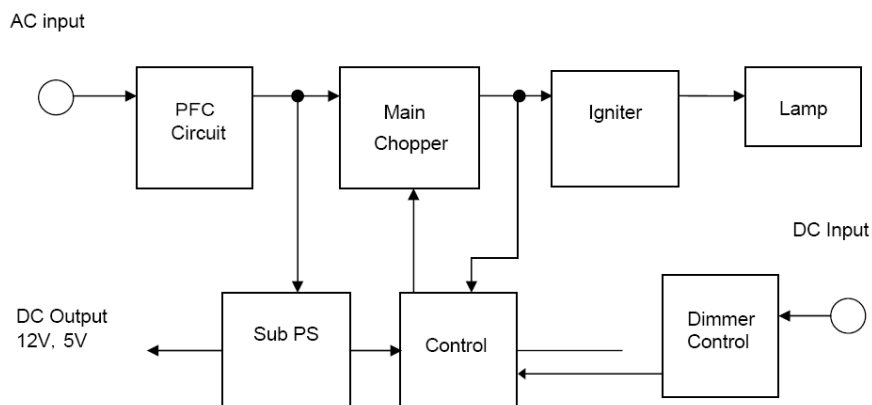 AC input
PFC
Circuit
Main
Chopper
Igniter
Lamp
DC Input
DC Output
12V, 5V
Sub PS
Control
Dimmer
Control